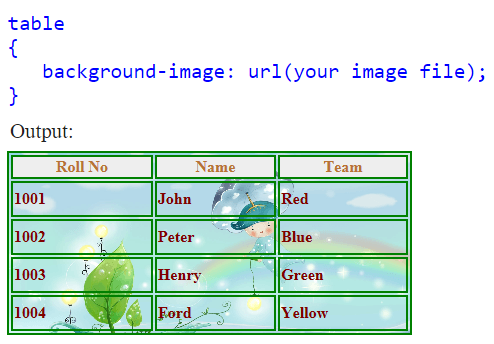 table
{
background-image: url(your image file);
}
Output:
Roll No Name Team
1001 John Red
1002 Peter Blue
1003 Henry Green
1004 Ford Yellow